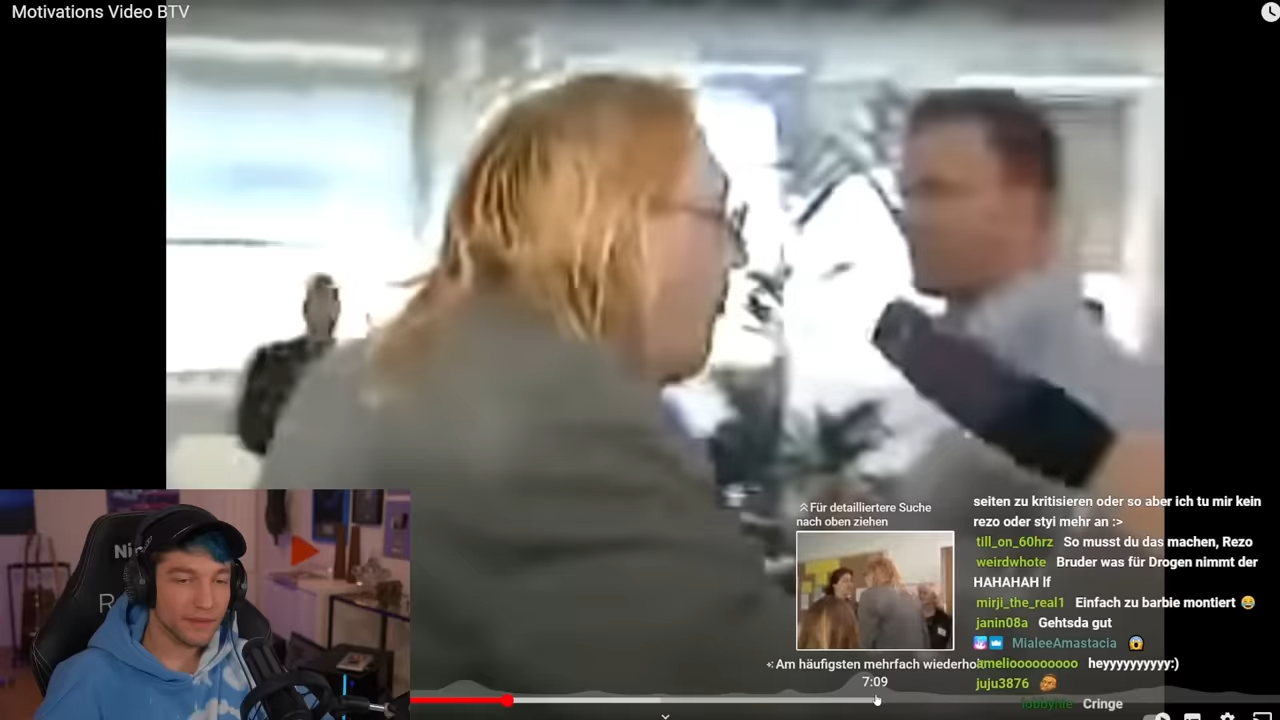 Motivations Video BTV
Für detailliertere Suche
nach oben ziehen
Am häufigsten mehrfach wiederho
7:09
seiten zu kritisieren oder so aber ich tu mir kein
rezo oder styi mehr an :>
till_on_60hrz So musst du das machen, Rezo
weirdwhote Bruder was für Drogen nimmt der
HAHAHAH lf
mirji_the_real1 Einfach zu barbie montiert 😂
janin08a Gehtsda gut
MialeeAmastacia 😱
ameliooooooooo heyyyyyyyyy:)
juju3876
lobbynfe Cringe